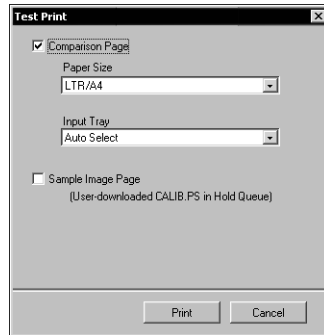 Test Print
Comparison Page
Paper Size
LTR/A4
Input Tray
Auto Select
Sample Image Page
(User-downloaded CALIB.PS in Hold Queue)
Print Cancel